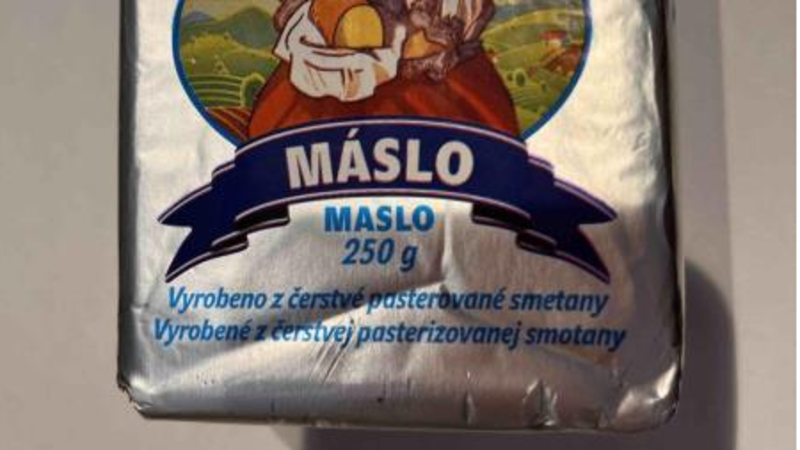 MÁSLO
MASLO
250 g
Vyrobeno z čerstvé pasterované smetany
Vyrobené z čerstvej pasterizovanej smotany